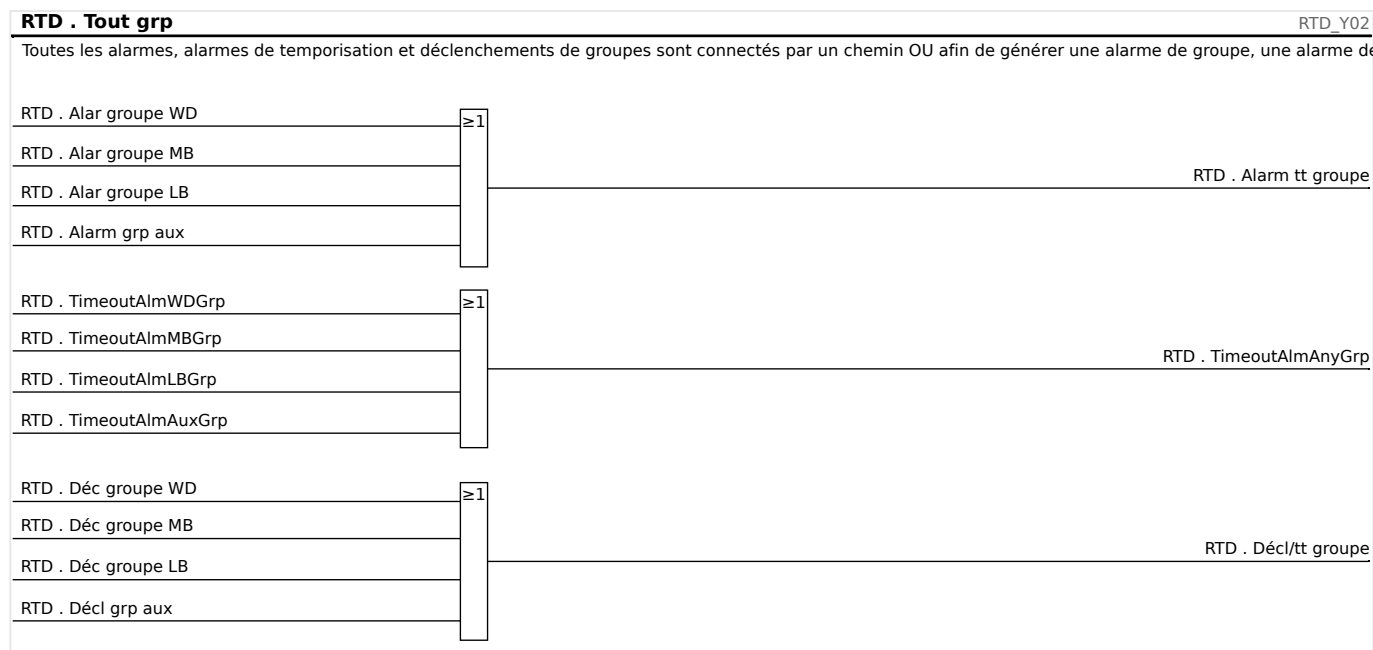 RTD . Tout grp
RTD_Y02
Toutes les alarmes, alarmes de temporisation et déclenchements de groupes sont connectés par un chemin OU afin de générer une alarme de groupe, une alarme de
RTD . Alar groupe WD
≥1
RTD . Alar groupe MB
RTD . Alarm tt groupe
RTD . Alar groupe LB
RTD . Alarm grp aux
RTD . TimeoutAlmWDGrp
≥1
RTD . TimeoutAlmMBGrp
RTD . TimeoutAlmAnyGrp
RTD . TimeoutAlmLBGrp
RTD . TimeoutAlmAuxGrp
RTD . Déc groupe WD
≥1
RTD . Déc groupe MB
RTD . Décl/tt groupe
RTD . Déc groupe LB
RTD . Décl grp aux